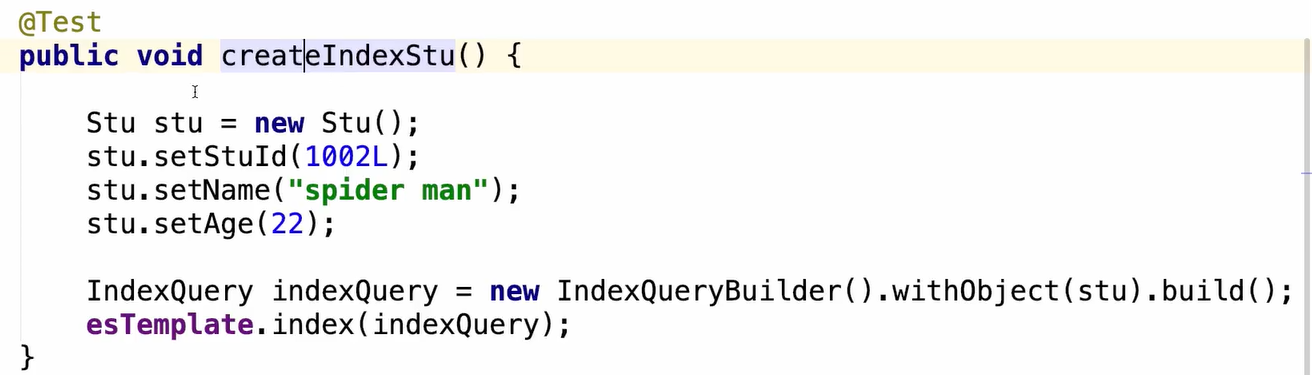 @Test
public void createIndexStu() {
Stu stu = new Stu();
stu.setStuId(1002L);
stu.setName("spider man");
stu.setAge(22);
IndexQuery indexQuery = new IndexQueryBuilder().withObject(stu).build();
esTemplate.index(indexQuery);
}